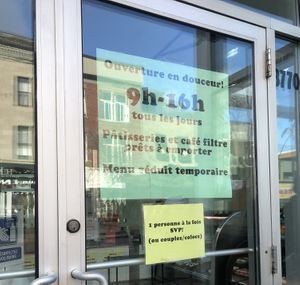 Ouverture en douceur!
9h-16h
tous les jours
Pâtisseries et café filtre
prêts à emporter
Menu réduit temporaire
1 personne à la fois
SVP!
(ou couples/colocs)
3770